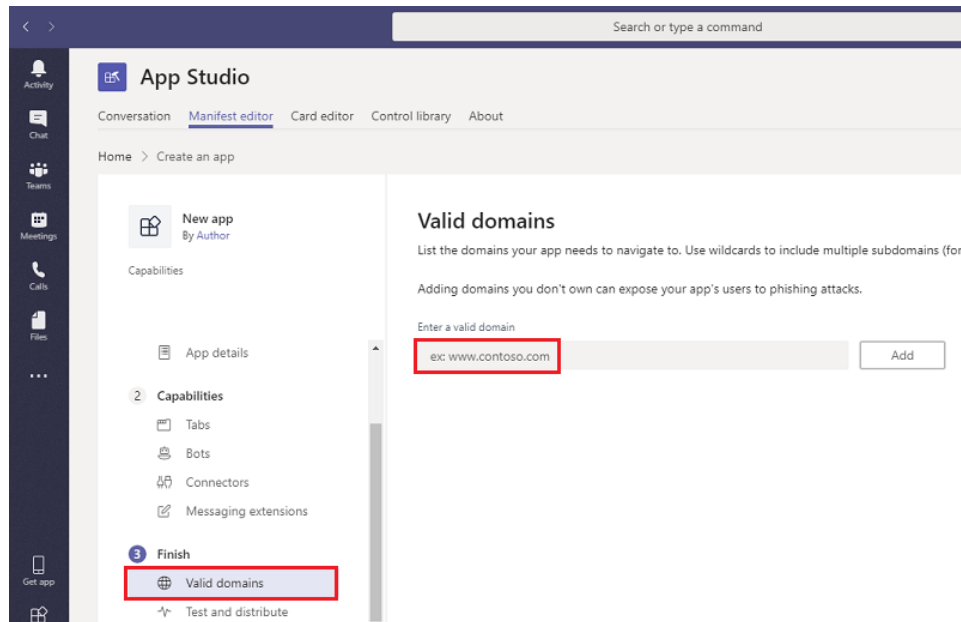 Search or type a command
Activity
Chat
Teams
Meetings
Calls
Files
Get app
App Studio
Conversation Manifest editor Card editor Control library About
Home > Create an app
New app
By Author
Capabilities
App details
2 Capabilities
Tabs
Bots
Connectors
Messaging extensions
3 Finish
Valid domains
Test and distribute
Valid domains
List the domains your app needs to navigate to. Use wildcards to include multiple subdomains (for
Adding domains you don't own can expose your app's users to phishing attacks.
Enter a valid domain
ex: www.contoso.com
Add